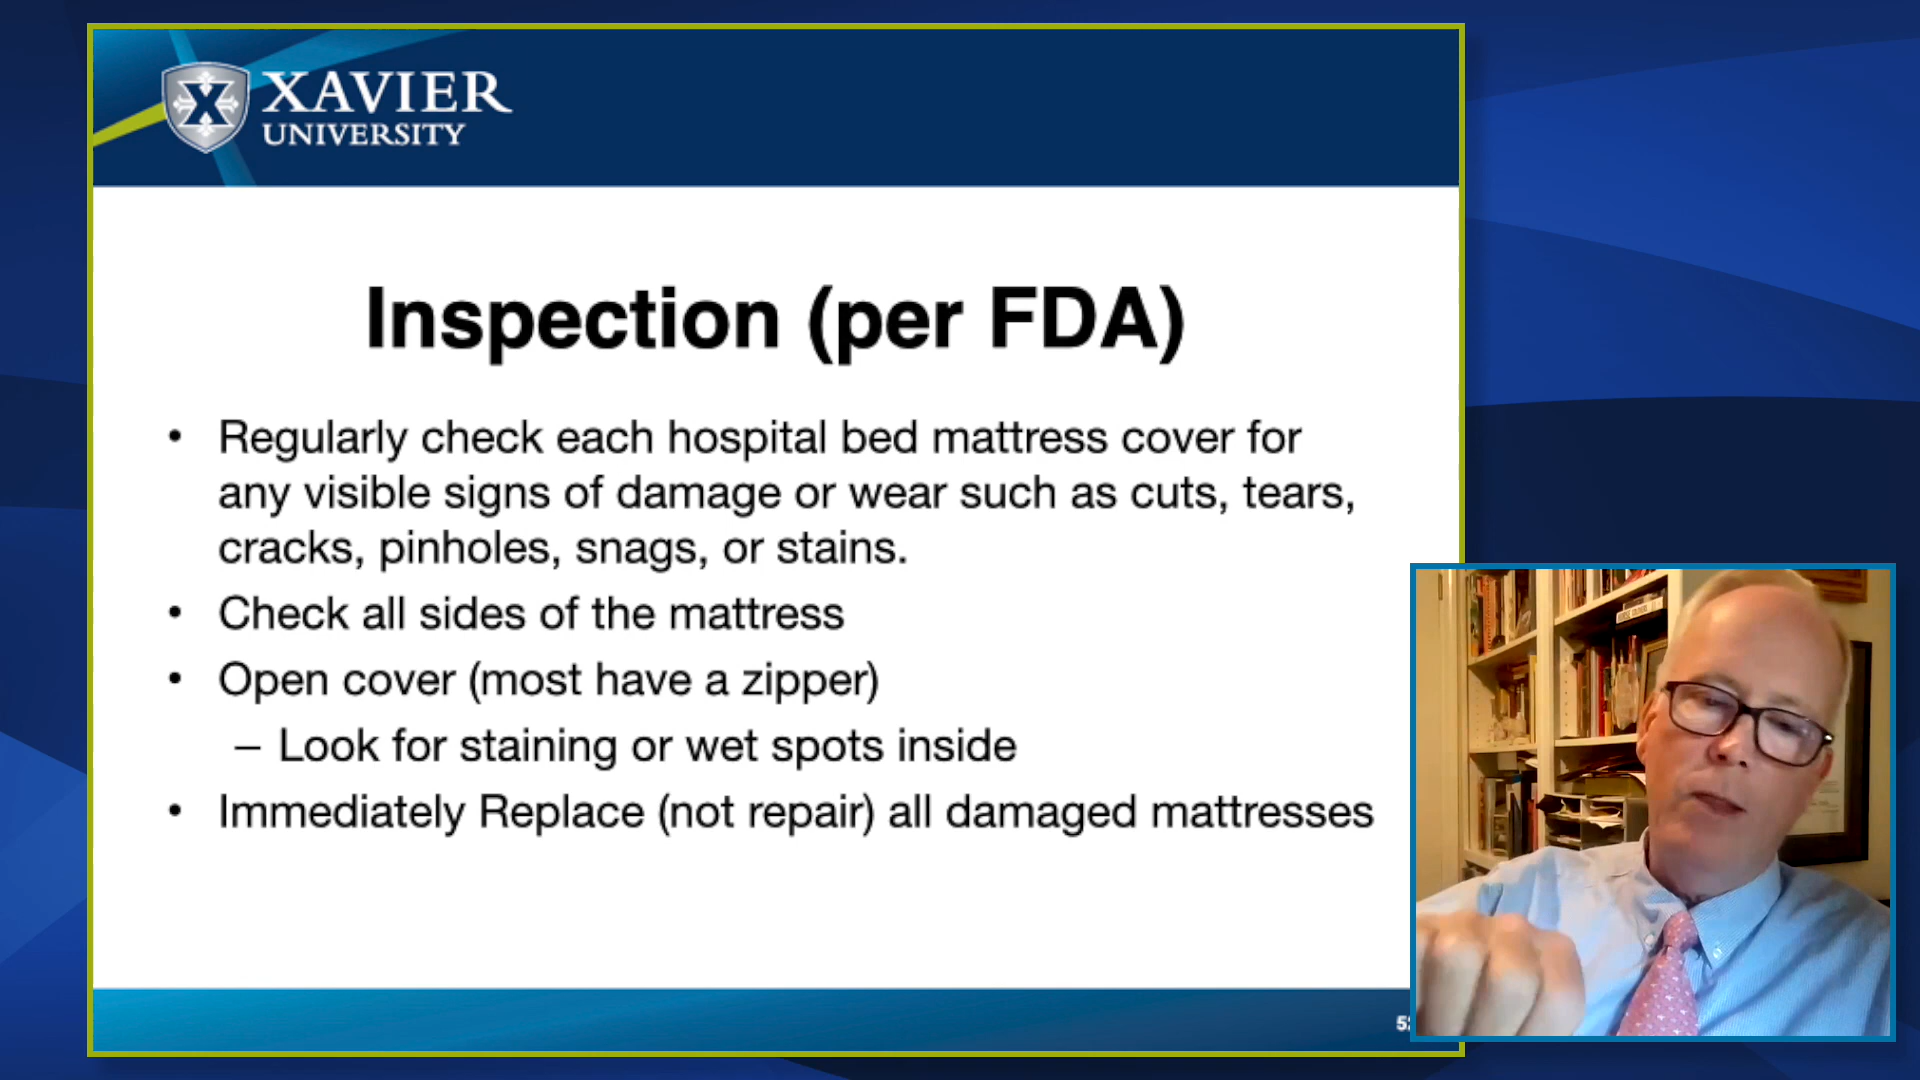 XAVIER
UNIVERSITY
Inspection (per FDA)
• Regularly check each hospital bed mattress cover for
any visible signs of damage or wear such as cuts, tears,
cracks, pinholes, snags, or stains.
• Check all sides of the mattress
• Open cover (most have a zipper)
– Look for staining or wet spots inside
• Immediately Replace (not repair) all damaged mattresses